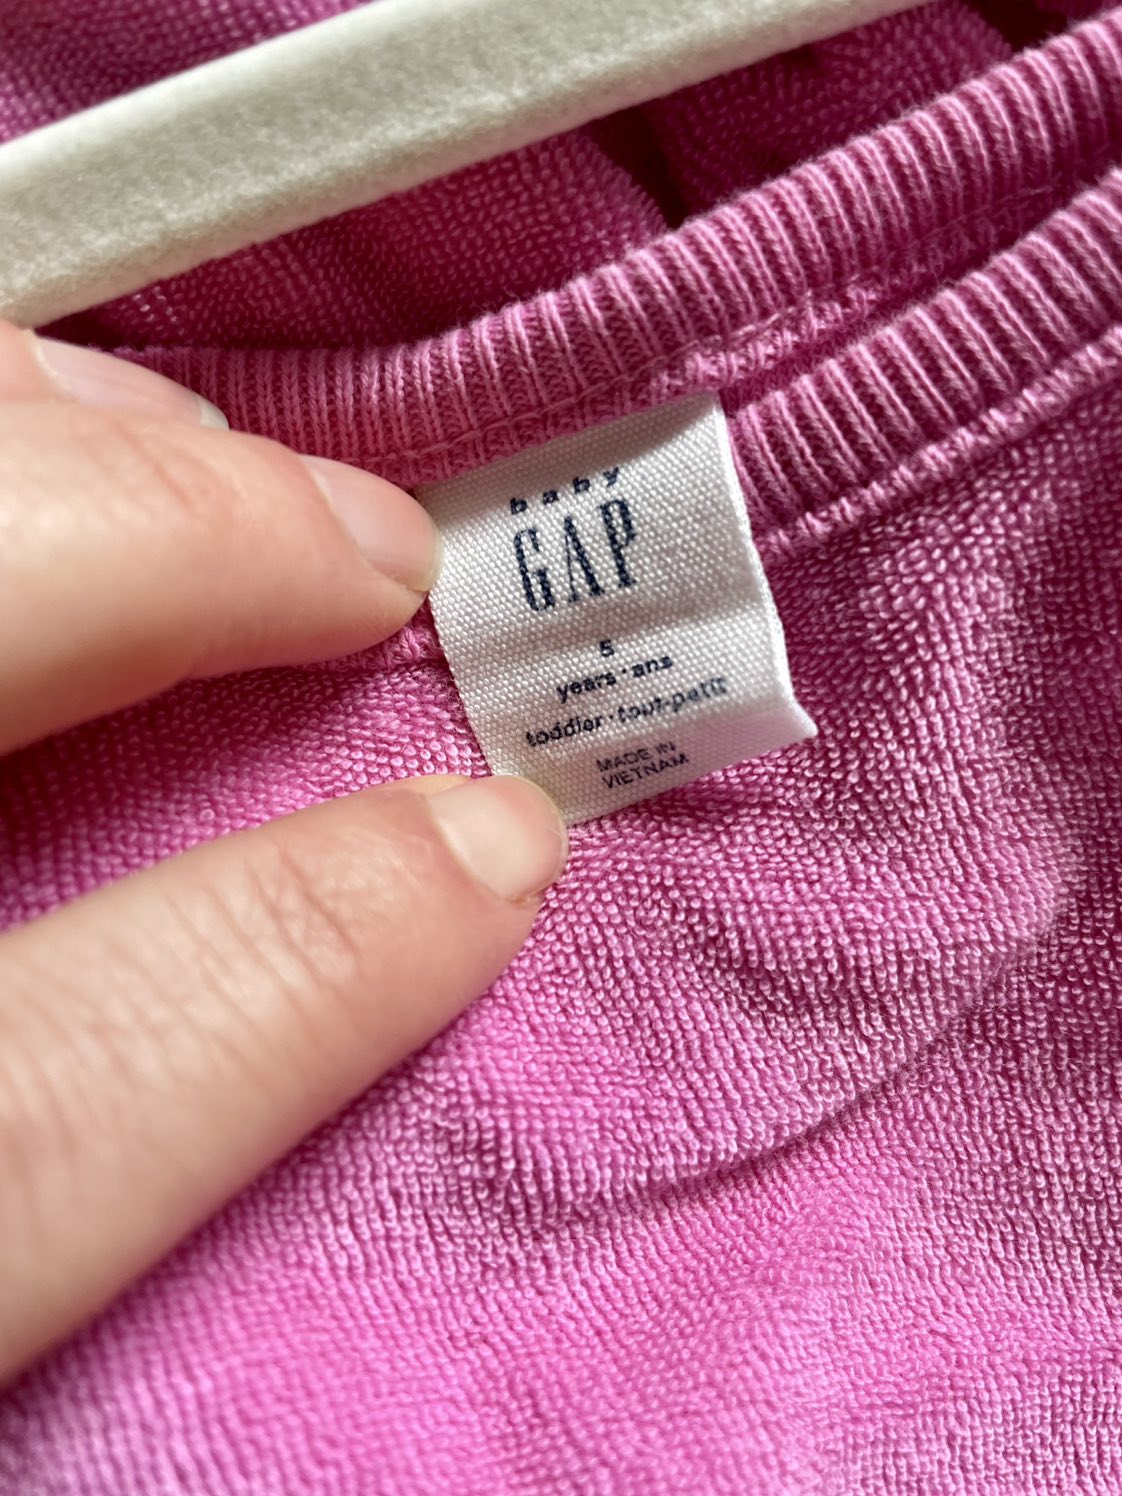 baby
GAP
5
years·ans
toddler·tout-petit
MADE IN
VIETNAM